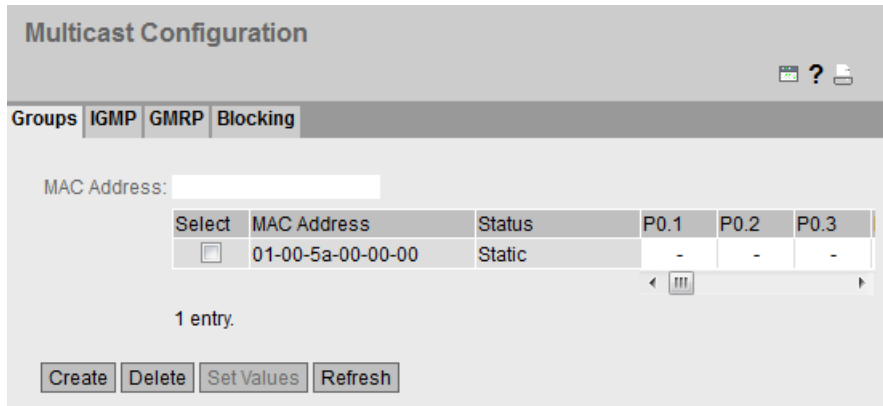 Multicast Configuration
?
Groups IGMP GMRP Blocking
MAC Address:
Select MAC Address Status P0.1 P0.2 P0.3
01-00-5a-00-00-00 Static - - -
1 entry.
Create Delete Set Values Refresh